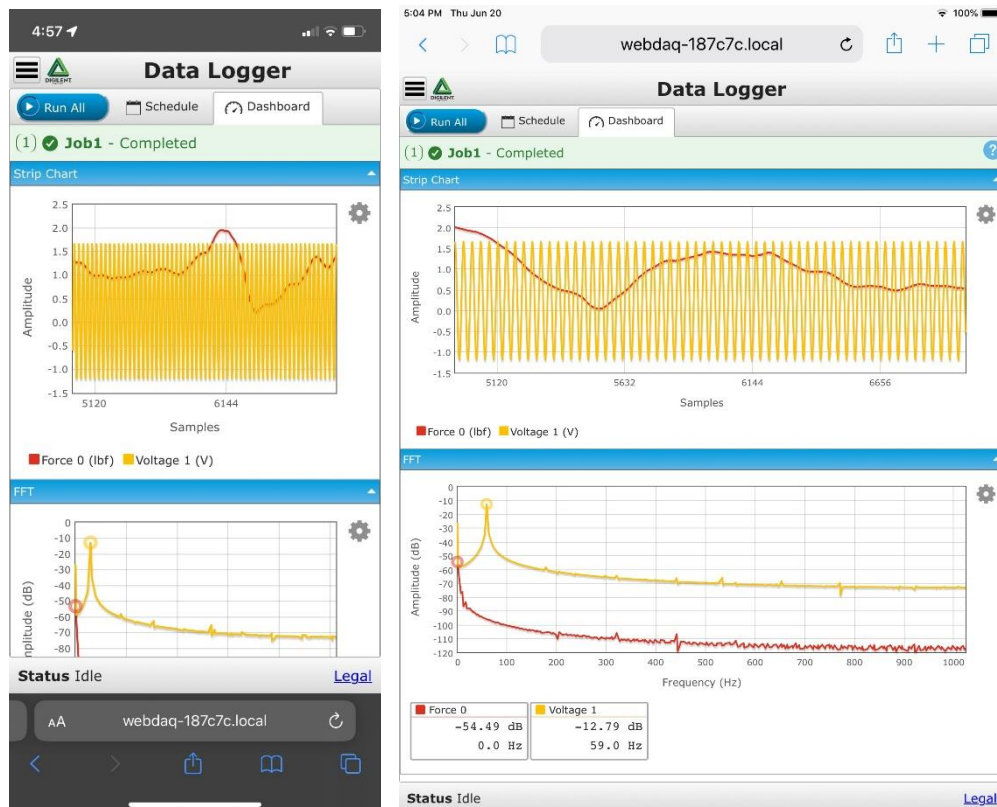 4:57
DIGILENT
Data Logger
Run All
Schedule
Dashboard
(1) Job1 - Completed
Strip Chart
2.5
2.0
1.5
1.0
0.5
0.0
-0.5
-1.0
-1.5
Amplitude
5120 6144
Samples
Force 0 (lbf) Voltage 1 (V)
FFT
0
-10
-20
-30
-40
-50
-60
-70
-80
mplitude (dB)
Status Idle Legal
AA webdaq-187c7c.local
5:04 PM Thu Jun 20 100%
webdaq-187c7c.local
DIGILENT
Data Logger
Run All
Schedule
Dashboard
(1) Job1 - Completed ?
Strip Chart
2.5
2.0
1.5
1.0
0.5
0.0
-0.5
-1.0
-1.5
Amplitude
5120 5632 6144 6656
Samples
Force 0 (lbf) Voltage 1 (V)
FFT
0
-10
-20
-30
-40
-50
-60
-70
-80
-90
-100
-110
-120
Amplitude (dB)
0 100 200 300 400 500 600 700 800 900 1000
Frequency (Hz)
Force 0 Voltage 1
-54.49 dB -12.79 dB
0.0 Hz 59.0 Hz
Status Idle Legal